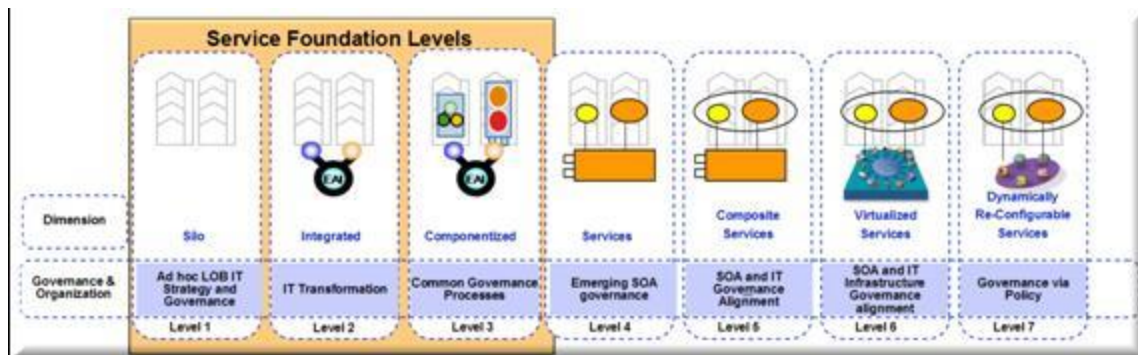 Service Foundation Levels
EAI
EAI
Dimension
Silo
Integrated
Componentized
Services
Composite
Services
Virtualized
Services
Dynamically
Re-Configurable
Services
Governance &
Organization
Ad hoc LOB IT
Strategy and
Governance
IT Transformation
Common Governance
Processes
Emerging SOA
governance
SOA and IT
Governance
Alignment
SOA and IT
Infrastructure
Governance
alignment
Governance via
Policy
Level 1
Level 2
Level 3
Level 4
Level 5
Level 6
Level 7